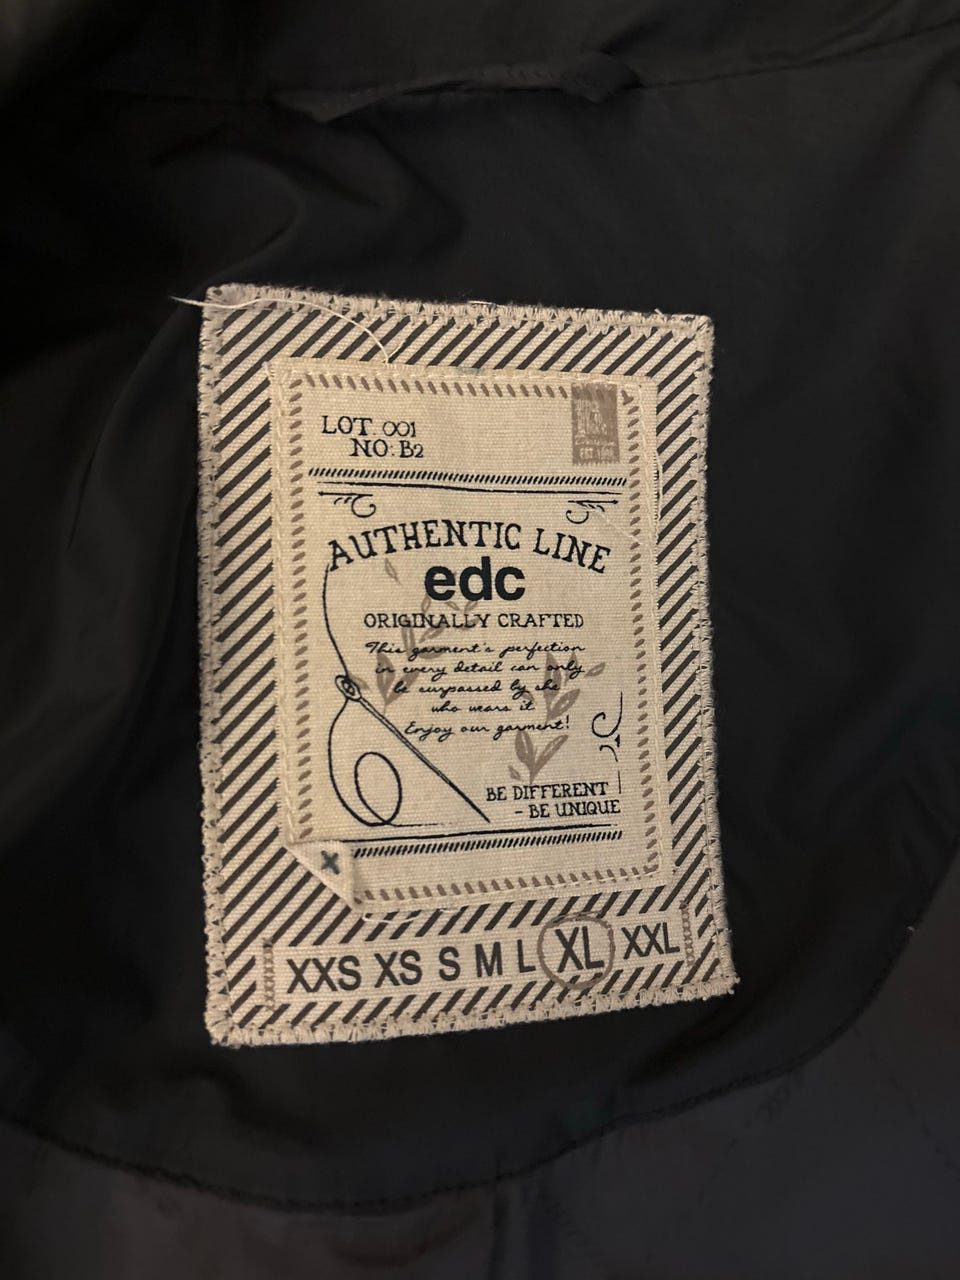 LOT: 001
NO: B2
EST.
AUTHENTIC LINE
edc
ORIGINALLY CRAFTED
This garment's perfection
in every detail can only
be surpassed by she
who wears it
Enjoy our garment!
BE DIFFERENT
- BE UNIQUE
XXS XS S M L XL XXL